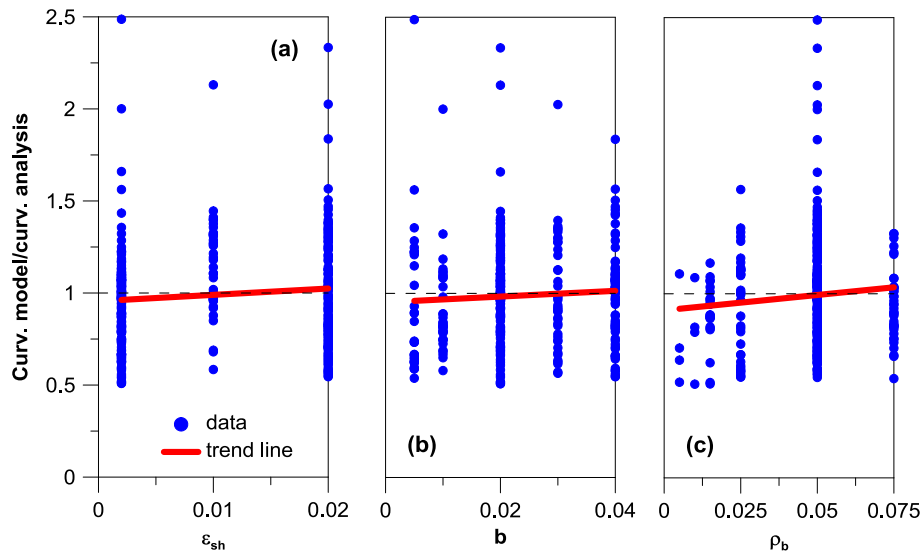 2.5
(a)
2
Curv. model/curv. analysis
1.5
1
0.5
data
trend line
(b)
(c)
0
0 0.01 0.02 0 0.02 0.04 0 0.025 0.05 0.075
εsh b ρb